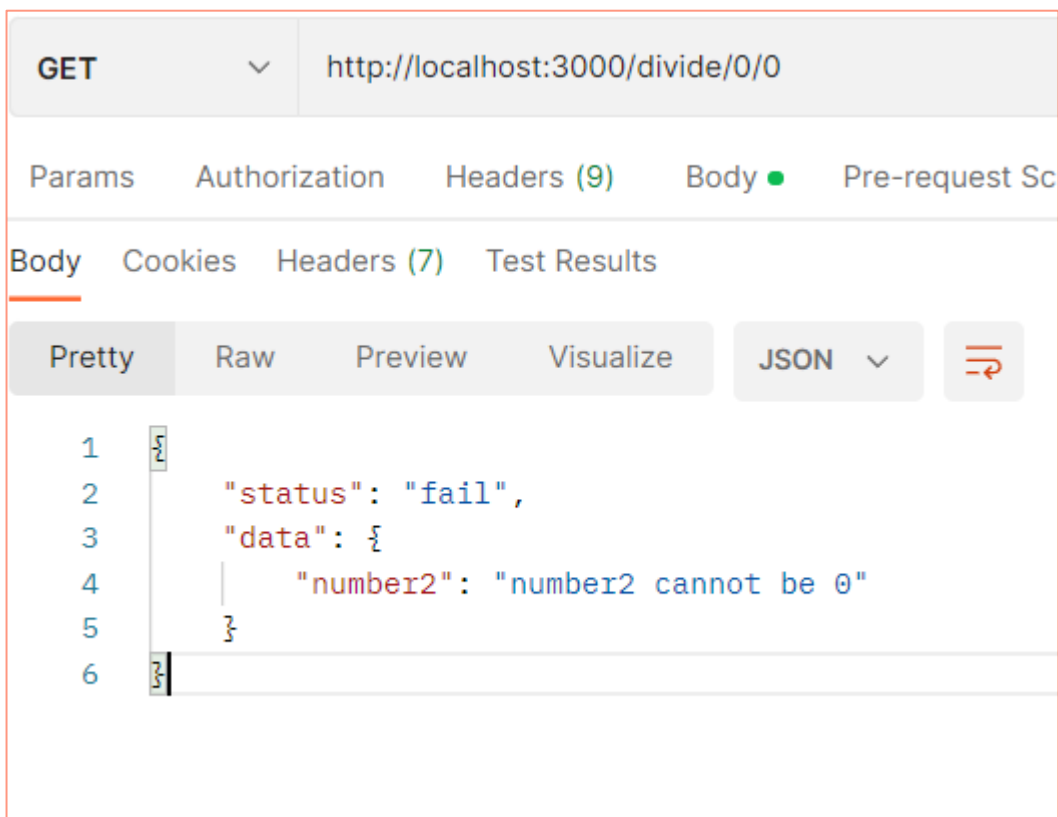 GET http://localhost:3000/divide/0/0
Params Authorization Headers (9) Body Pre-request Sc
Body Cookies Headers (7) Test Results
Pretty Raw Preview Visualize JSON
1 {
2 "status": "fail",
3 "data": {
4 "number2": "number2 cannot be 0"
5 }
6 }